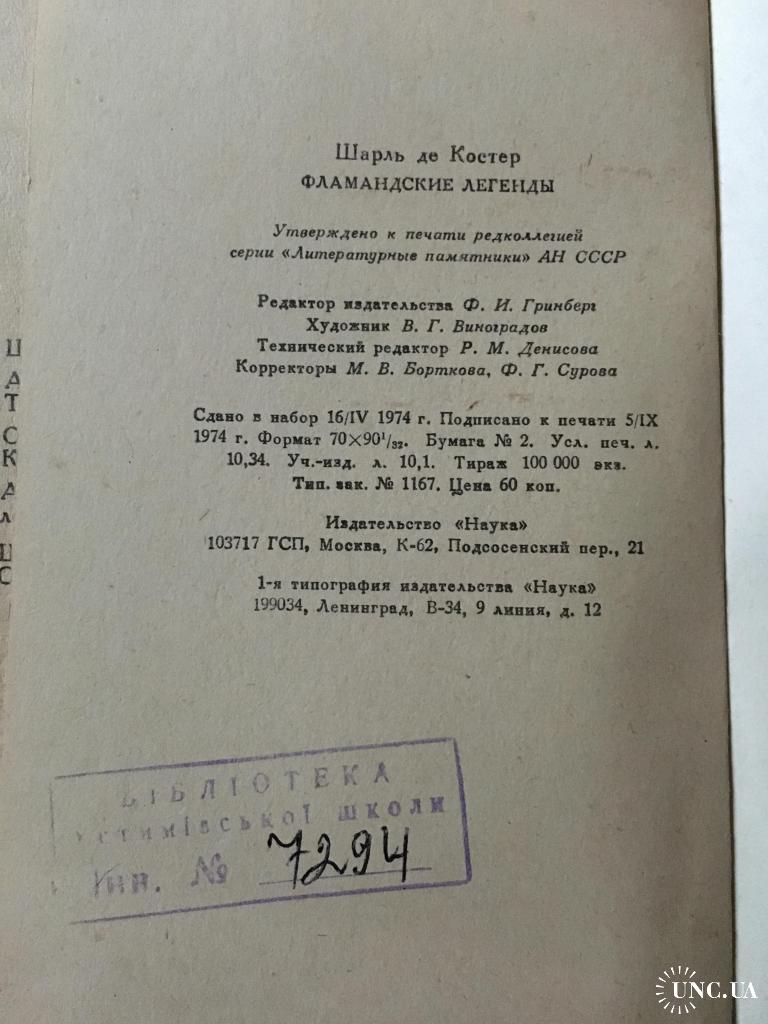 Шарль де Костер
ФЛАМАНДСКИЕ ЛЕГЕНДЫ
Утверждено к печати редколлегией
серии «Литературные памятники» АН СССР
Редактор издательства Ф. И. Гринберг
Художник В. Г. Виноградов
Технический редактор Р. М. Денисова
Корректоры М. В. Борткова, Ф. Г. Сурова
Сдано в набор 16/IV 1974 г. Подписано к печати 5/IX
1974 г. Формат 70×90¹/₃₂. Бумага № 2. Усл. печ. л.
10,34. Уч.-изд. л. 10,1. Тираж 100 000 экз.
Тип. зак. № 1167. Цена 60 коп.
Издательство «Наука»
103717 ГСП, Москва, К-62, Подсосенский пер., 21
1-я типография издательства «Наука»
199034, Ленинград, В-34, 9 линия, д. 12
БІБЛІОТЕКА
школи
Инв. № 7294
UNC.UA